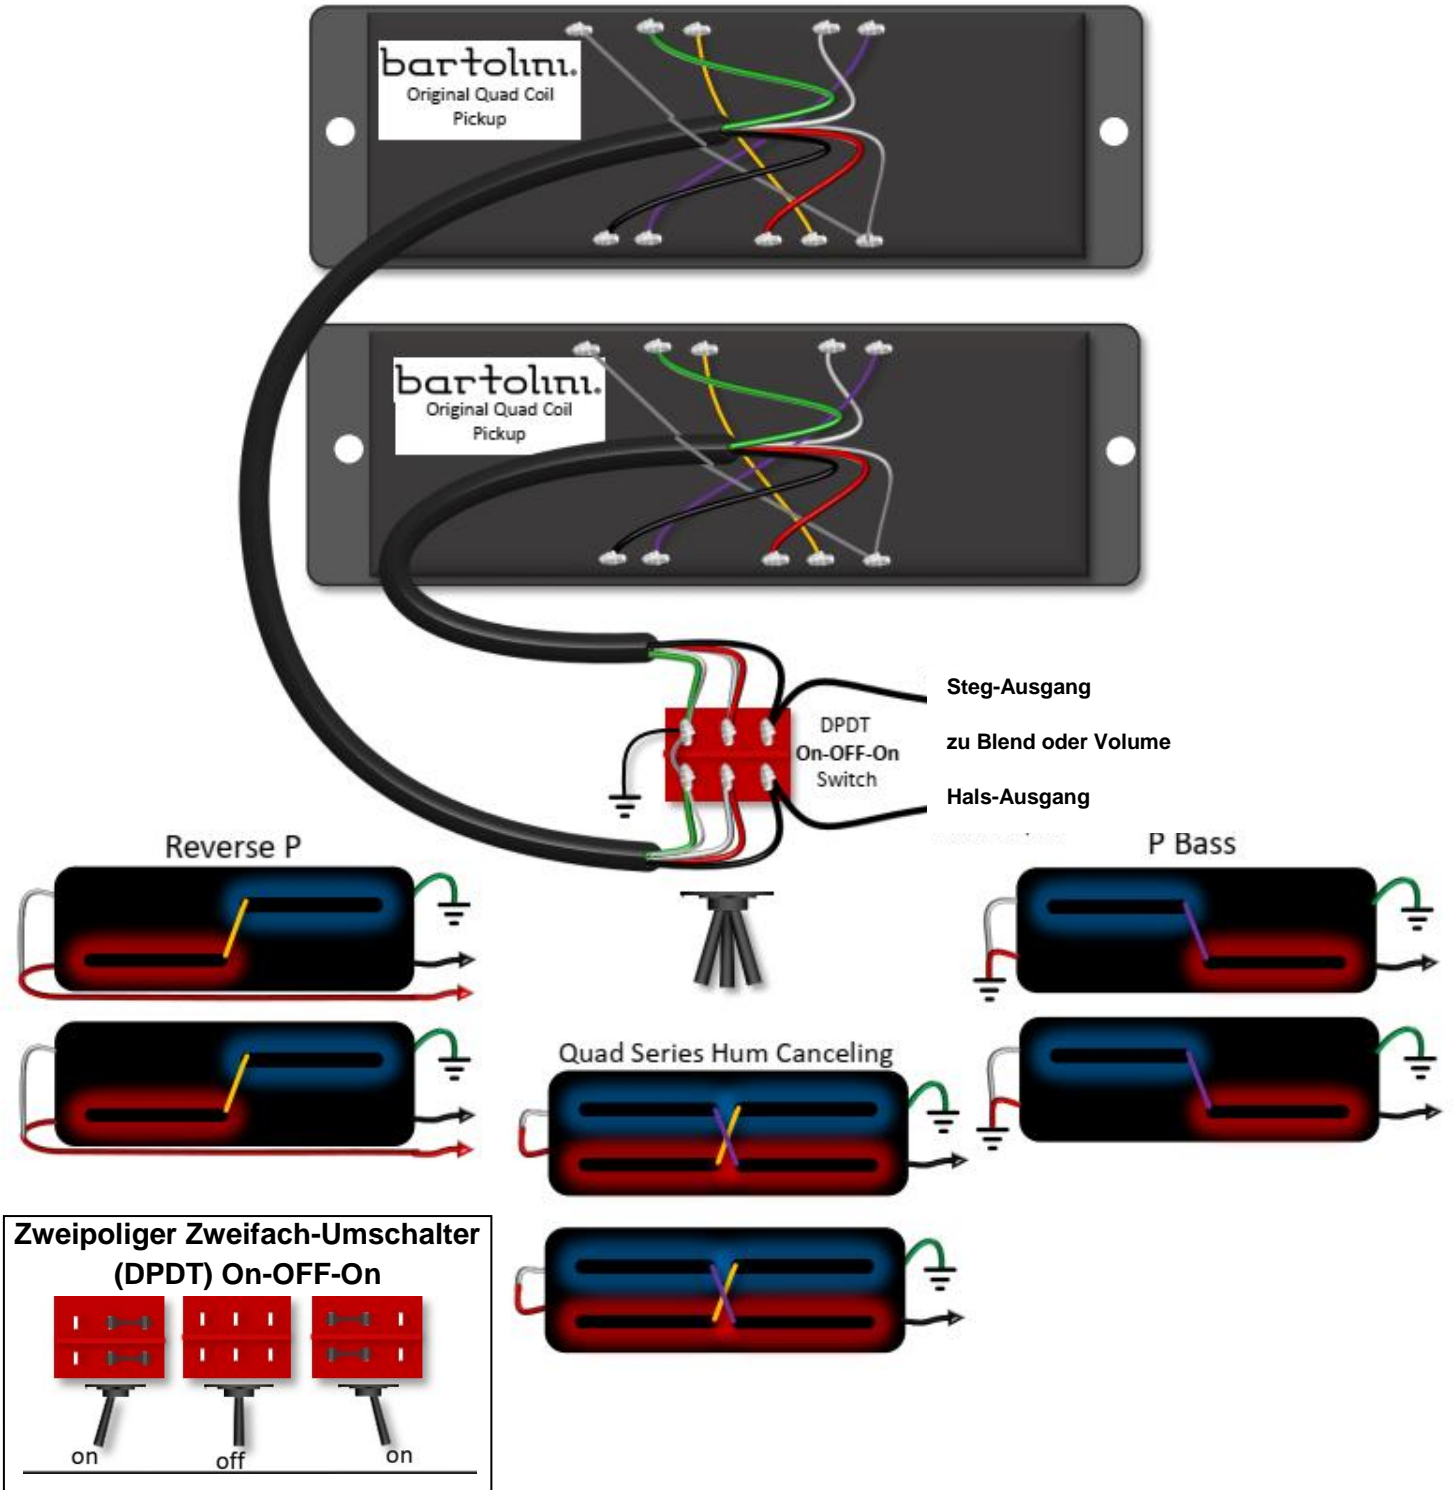 bartolini.
Original Quad Coil
Pickup
bartolini.
Original Quad Coil
Pickup
Steg-Ausgang
DPDT
On-OFF-On
Switch
zu Blend oder Volume
Hals-Ausgang
Reverse P
P Bass
Quad Series Hum Canceling
Zweipoliger Zweifach-Umschalter
(DPDT) On-OFF-On
on
off
on